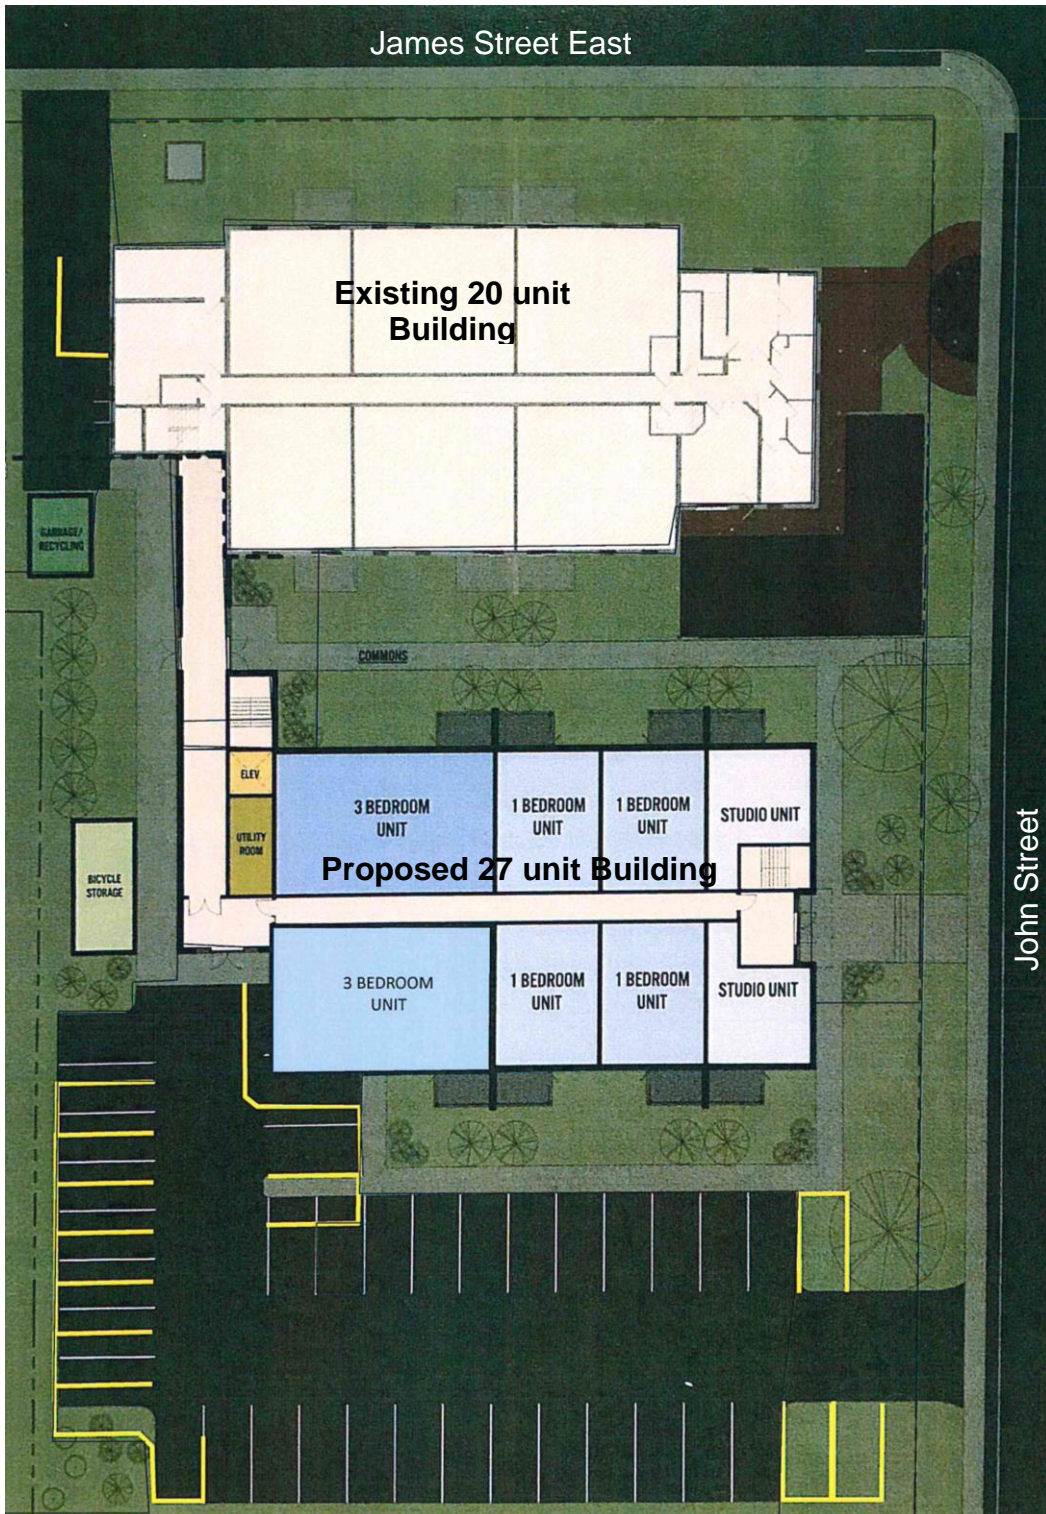 James Street East
Existing 20 unit
Building
GARBAGE/
RECYCLING
COMMONS
ELEV
3 BEDROOM
UNIT
1 BEDROOM
UNIT
1 BEDROOM
UNIT
STUDIO UNIT
UTILITY
ROOM
Proposed 27 unit Building
BICYCLE
STORAGE
3 BEDROOM
UNIT
1 BEDROOM
UNIT
1 BEDROOM
UNIT
STUDIO UNIT
John Street